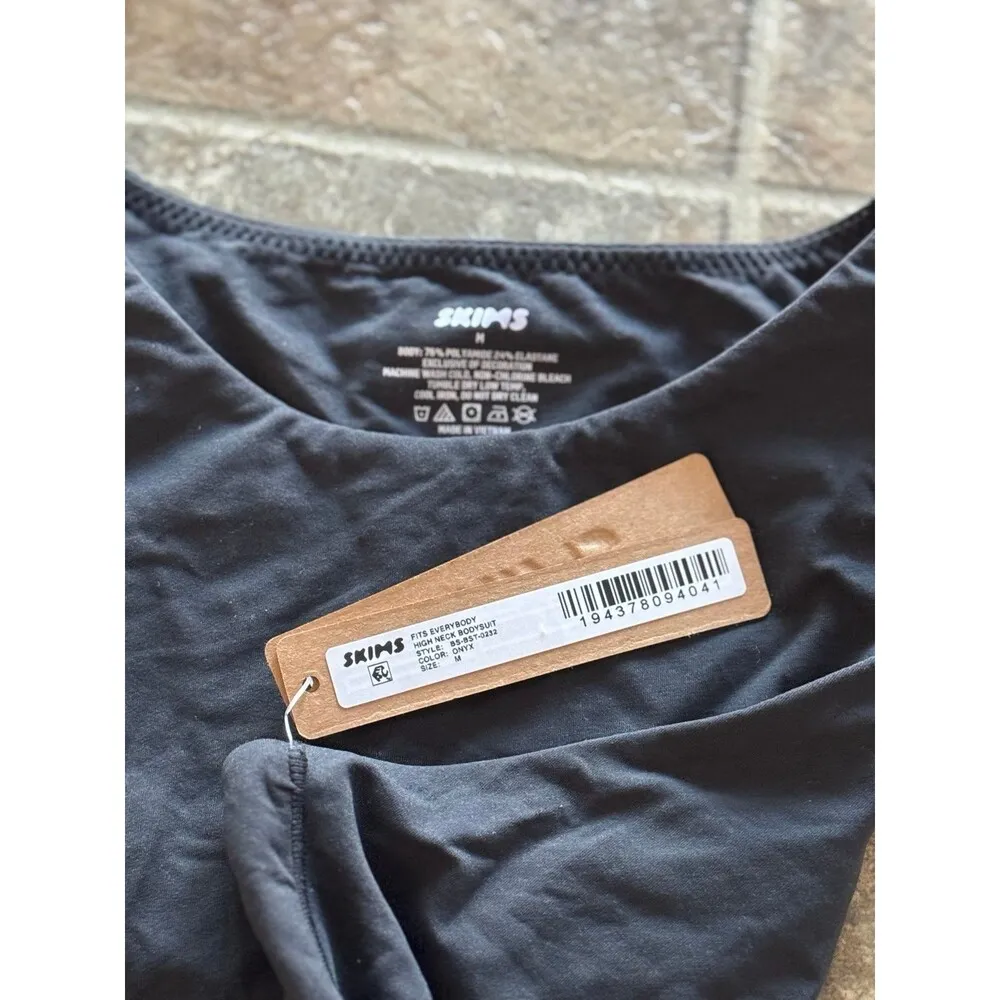 SKIMS
M
BODY: 76% POLYAMIDE 24% ELASTANE
EXCLUSIVE OF DECORATION
MACHINE WASH COLD, NON-CHLORINE BLEACH
TUMBLE DRY LOW TEMP,
COOL IRON, DO NOT DRY CLEAN
MADE IN VIETNAM
SKIMS
FITS EVERYBODY
HIGH NECK BODYSUIT
STYLE: BS-BST-0232
COLOR: ONYX
SIZE: M
194378094041